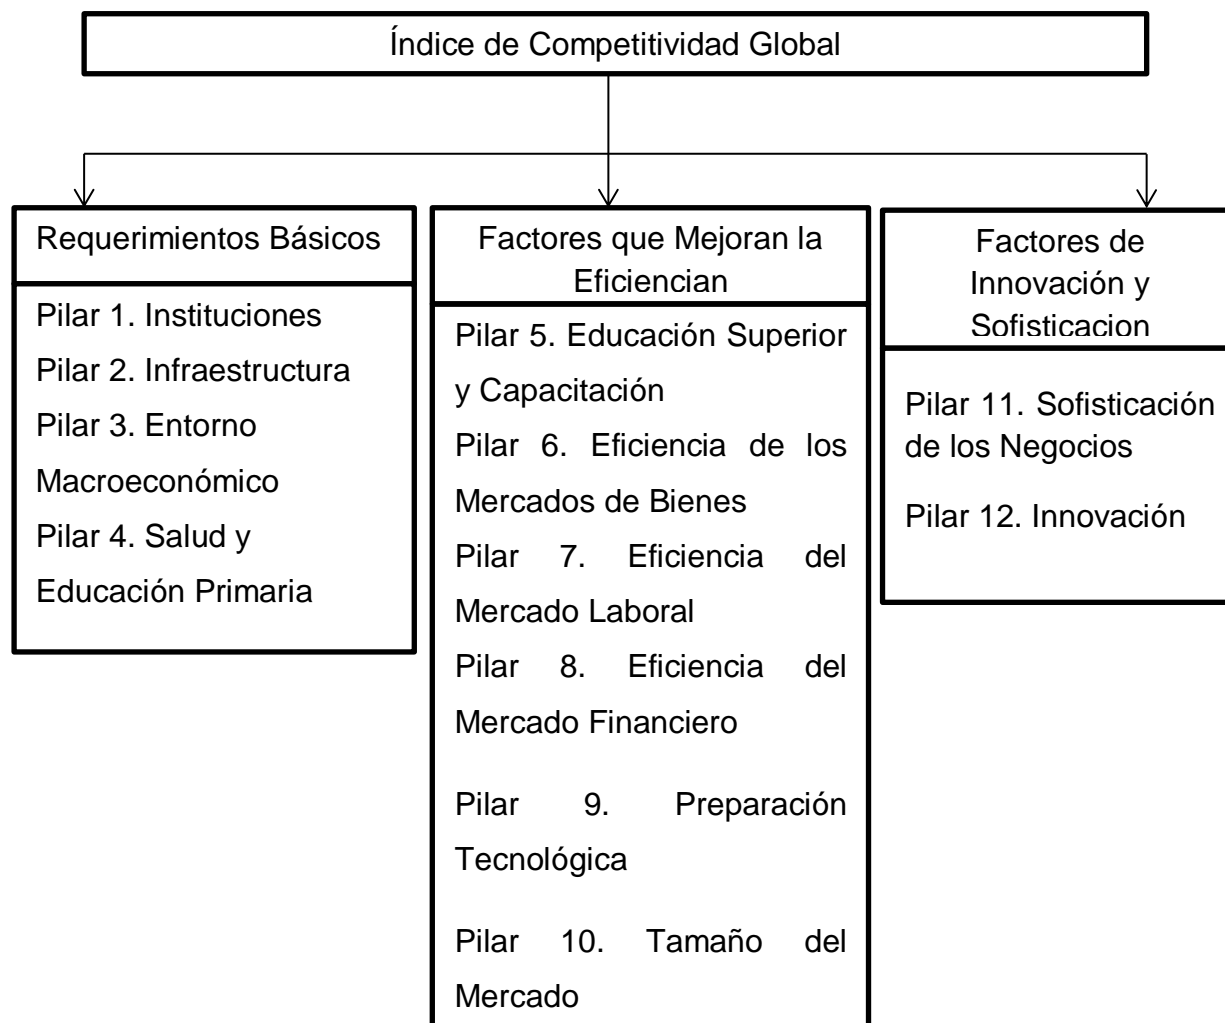 Índice de Competitividad Global
Requerimientos Básicos
Pilar 1. Instituciones
Pilar 2. Infraestructura
Pilar 3. Entorno
Macroeconómico
Pilar 4. Salud y
Educación Primaria
Factores que Mejoran la
Eficiencian
Pilar 5. Educación Superior
y Capacitación
Pilar 6. Eficiencia de los
Mercados de Bienes
Pilar 7. Eficiencia del
Mercado Laboral
Pilar 8. Eficiencia del
Mercado Financiero
Pilar 9. Preparación
Tecnológica
Pilar 10. Tamaño del
Mercado
Factores de
Innovación y
Sofisticacion
Pilar 11. Sofisticación
de los Negocios
Pilar 12. Innovación